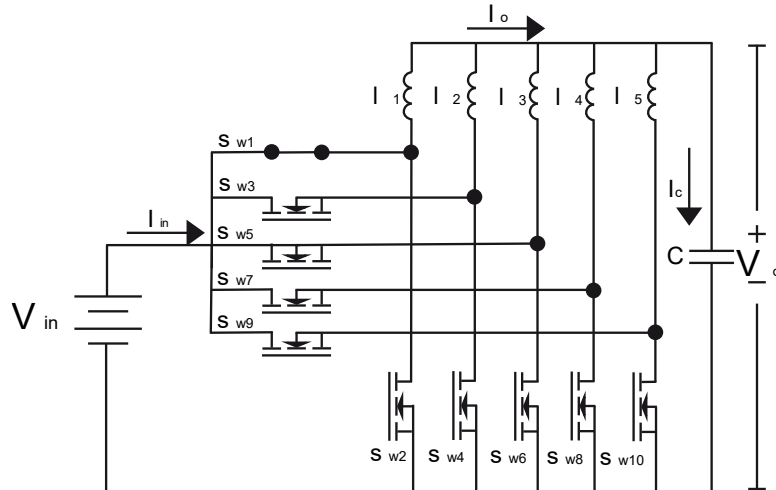 I o
I 1 I 2 I 3 I 4 I 5
S w1
S w3
I in
S w5
S w7
S w9
V in
I c
C
+
V o
−
S w2 S w4 S w6 S w8 S w10